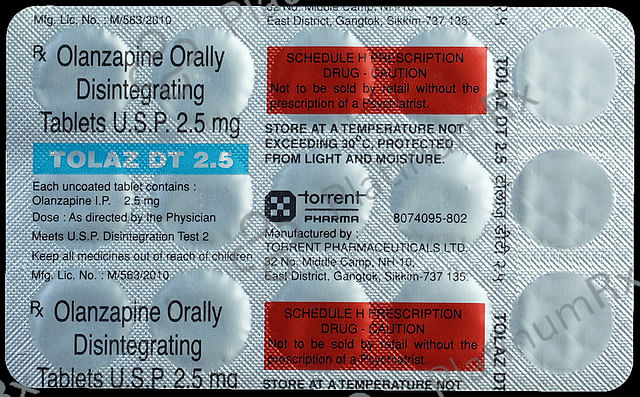 Mfg. Lic. No. : M/563/2010
Rx Olanzapine Orally
Disintegrating
Tablets U.S.P. 2.5 mg
TOLAZ DT 2.5
Each uncoated tablet contains :
Olanzapine I.P. 2.5 mg
Dose : As directed by the Physician
Meets U.S.P. Disintegration Test 2
Keep all medicines out of reach of children
Mfg. Lic. No. : M/563/2010
Rx Olanzapine Orally
Disintegrating
Tablets U.S.P. 2.5 mg
32 No. Middle Camp, NH-10,
East District, Gangtok, Sikkim-737 135.
SCHEDULE H PRESCRIPTION
DRUG - CAUTION
Not to be sold by retail without the
prescription of a Psychiatrist.
STORE AT A TEMPERATURE NOT
EXCEEDING 30°C, PROTECTED
FROM LIGHT AND MOISTURE.
torrent
PHARMA
8074095-802
Manufactured by :
TORRENT PHARMACEUTICALS LTD.
32 No. Middle Camp, NH-10,
East District, Gangtok, Sikkim-737 135.
SCHEDULE H PRESCRIPTION
DRUG - CAUTION
Not to be sold by retail without the
prescription of a Psychiatrist.
STORE AT A TEMPERATURE NOT
TOLAZ DT 2.5
TOLAZ DT
PlatinumRx